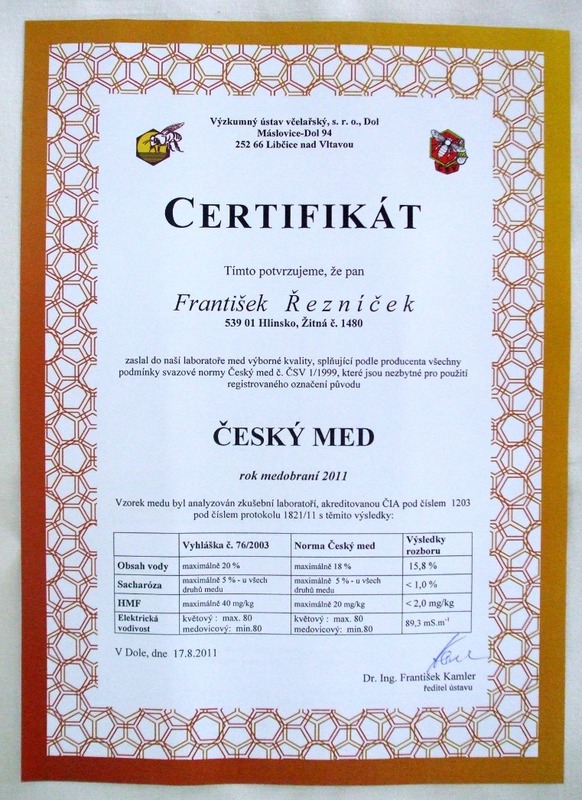 Výzkumný ústav včelařský, s. r. o., Dol
Máslovice-Dol 94
252 66 Libčice nad Vltavou
CERTIFIKÁT
Tímto potvrzujeme, že pan
František Řezníček
539 01 Hlinsko, Žitná č. 1480
zaslal do naší laboratoře med výborné kvality, splňující podle producenta všechny
podmínky svazové normy Český med č. ČSV 1/1999, které jsou nezbytné pro použití
registrovaného označení původu
ČESKÝ MED
rok medobraní 2011
Vzorek medu byl analyzován zkušební laboratoří, akreditovanou ČIA pod číslem 1203
pod číslem protokolu 1821/11 s těmito výsledky:
Vyhláška č. 76/2003 Norma Český med Výsledky
rozboru
Obsah vody maximálně 20 % maximálně 18 % 15,8 %
Sacharóza maximálně 5 % - u všech
druhů medu maximálně 5 % - u všech
druhů medu < 1,0 %
HMF maximálně 40 mg/kg maximálně 20 mg/kg < 2,0 mg/kg
Elektrická
vodivost květový : max. 80
medovicový: min.80 květový : max. 80
medovicový: min.80 89,3 mS.m⁻¹
V Dole, dne 17.8.2011
Dr. Ing. František Kamler
ředitel ústavu